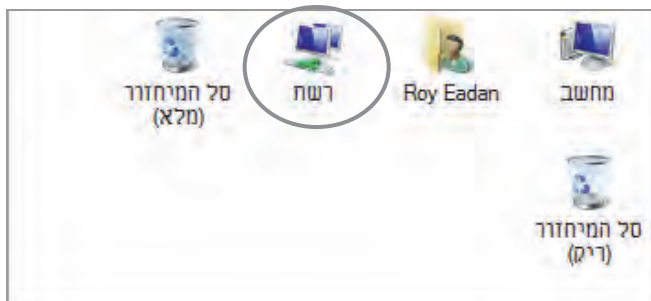 מחשב
Roy Eadan
רשת
סל המיחזור
(מלא)
סל המיחזור
(ריק)